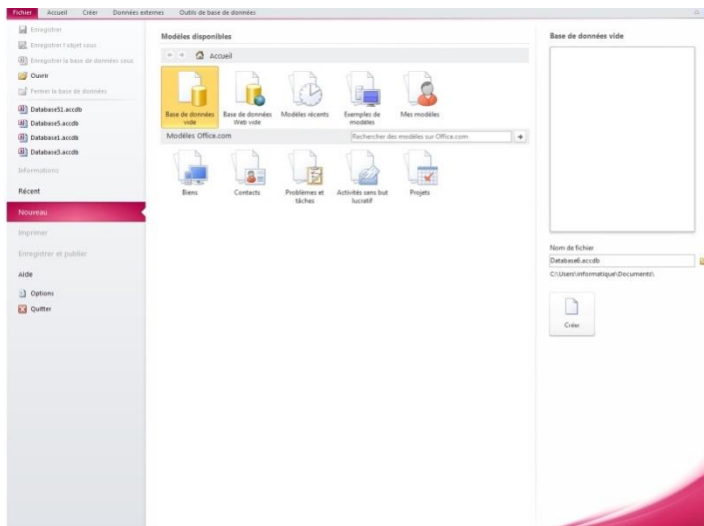 Fichier Accueil Créer Données externes Outils de base de données
Enregistrer
Enregistrer l'objet sous
Enregistrer la base de données sous
Ouvrir
Fermer la base de données
Database51.accdb
Database5.accdb
Database1.accdb
Database3.accdb
Informations
Récent
Nouveau
Imprimer
Enregistrer et publier
Aide
Options
Quitter
Modèles disponibles
Accueil
Base de données vide
Base de données Web vide
Modèles récents
Exemples de modèles
Mes modèles
Modèles Office.com
Rechercher des modèles sur Office.com
Biens
Contacts
Problèmes et tâches
Activités sans but lucratif
Projets
Base de données vide
Nom de fichier
Database6.accdb
C:\Users\informatique\Documents\
Créer